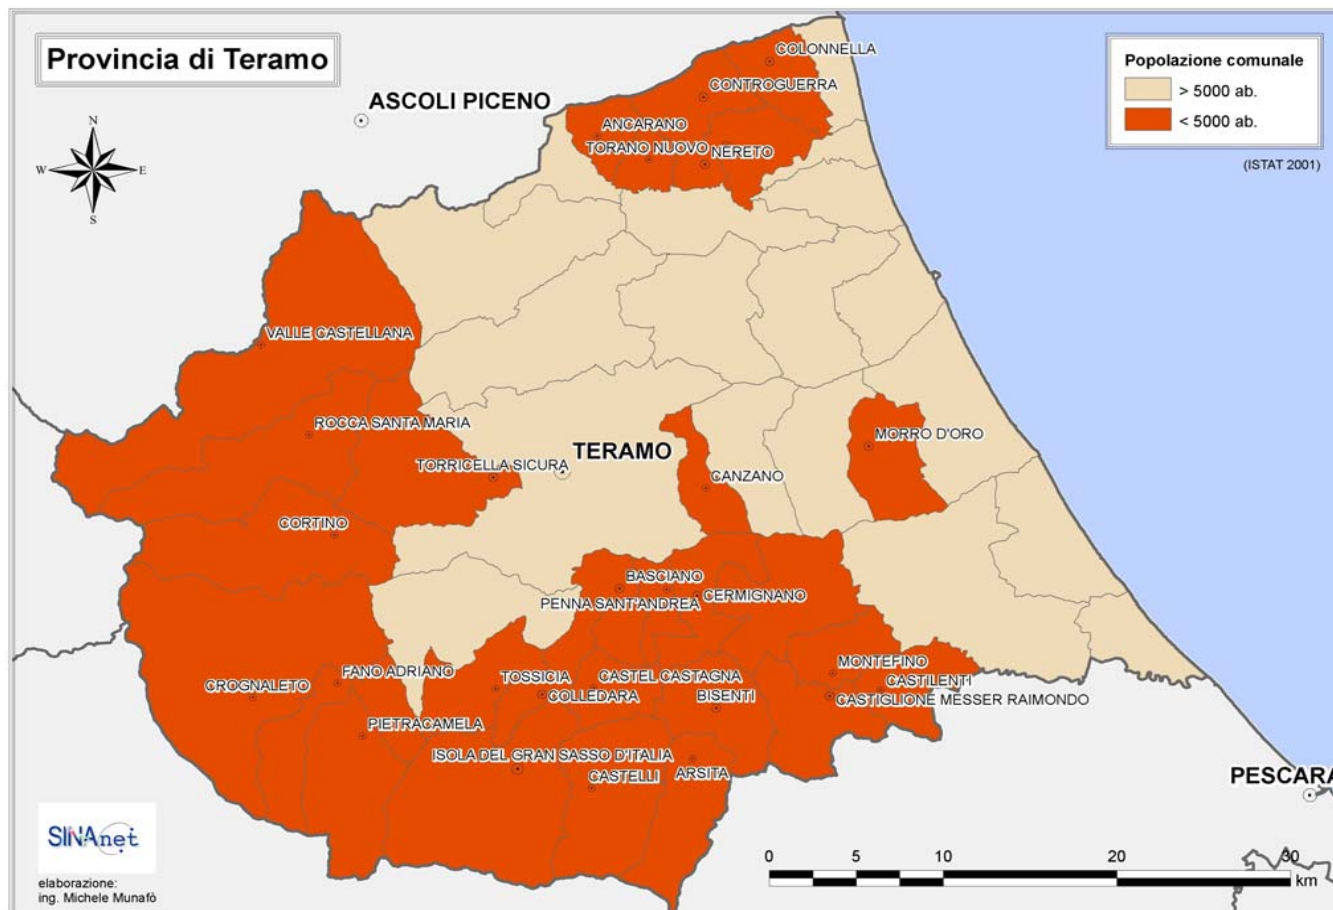 Provincia di Teramo
COLONNELLA
Popolazione comunale
> 5000 ab.
< 5000 ab.
(ISTAT 2001)
ASCOLI PICENO
CONTROGUERRA
ANCARANO
TORANO NUOVO
NERETO
N
W
E
S
VALLE CASTELLANA
ROCCA SANTA MARIA
TERAMO
MORRO D'ORO
TORRICELLA SICURA
CANZANO
CORTINO
BASCIANO
PENNA SANT'ANDREA
CERMIGNANO
FANO ADRIANO
CROGNALETO
TOSSICIA
CASTEL CASTAGNA
COLLEDARA
BISENTI
MONTEFINO
CASTILENTI
CASTIGLIONE MESSER RAIMONDO
PIETRACAMELA
ISOLA DEL GRAN SASSO D'ITALIA
CASTELLI
ARSITA
PESCARA
SINAnet
elaborazione:
ing. Michele Munafò
0 5 10 20 30
km